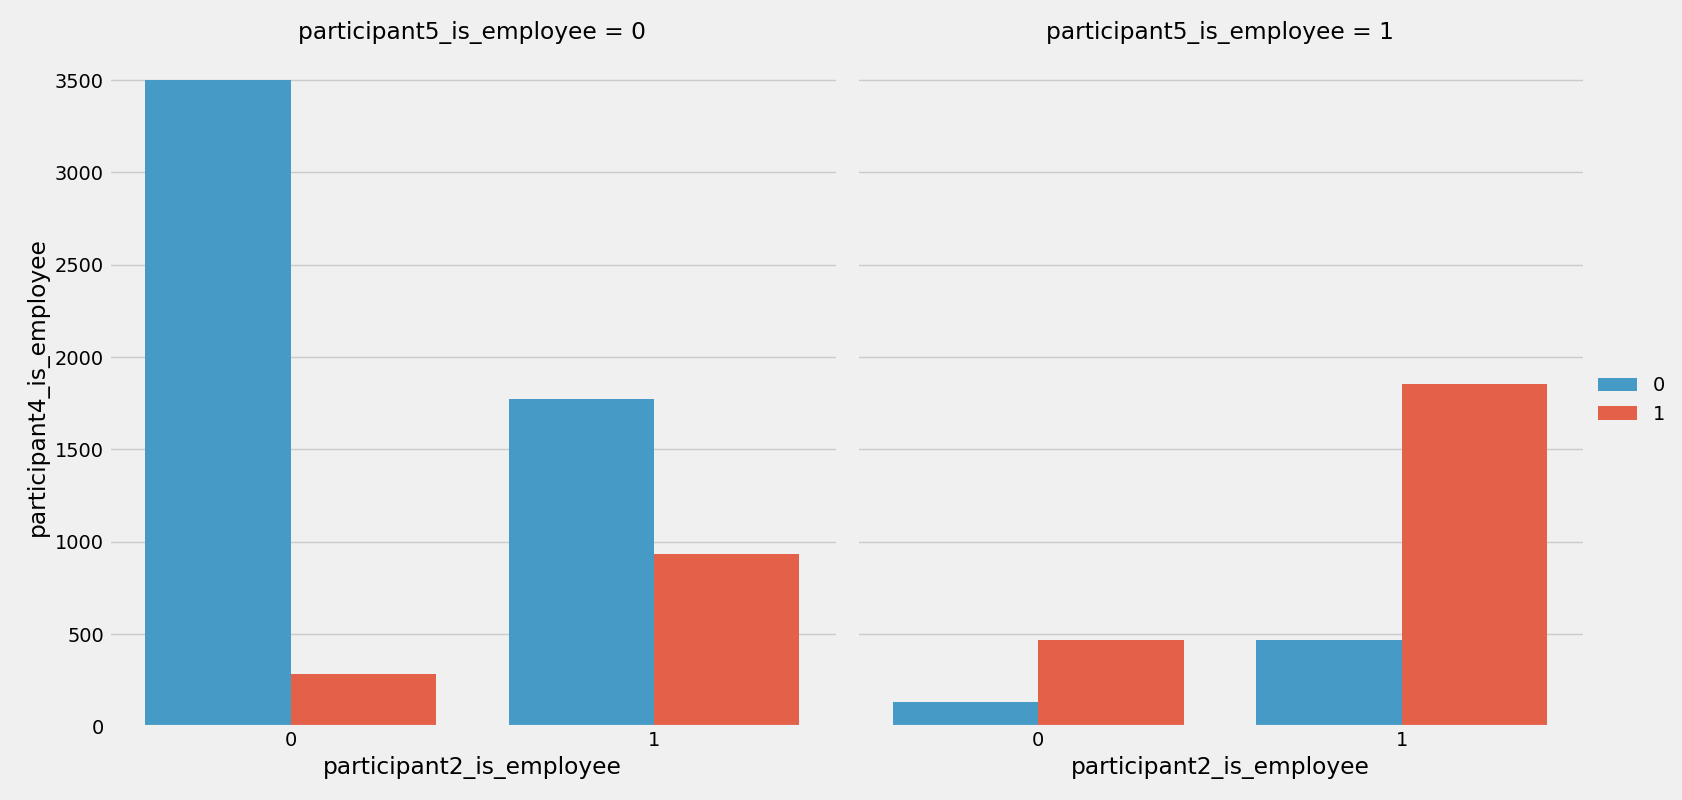 participant5_is_employee = 0
participant5_is_employee = 1
participant4_is_employee
3500
3000
2500
2000
1500
1000
500
0
0
1
0
1
participant2_is_employee
participant2_is_employee
0
1